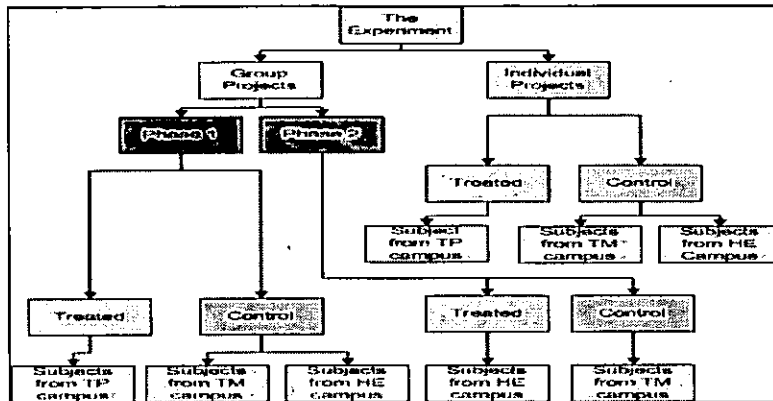 The
Experiment
Group
Projects
Individual
Projects
Phase 1
Phase 2
Treated
Control
Subject
from TP
campus
Subjects
from TM
campus
Subjects
from HE
Campus
Treated
Control
Treated
Control
Subjects
from TP
campus
Subjects
from TM
campus
Subjects
from HE
campus
Subjects
from HE
campus
Subjects
from TM
campus